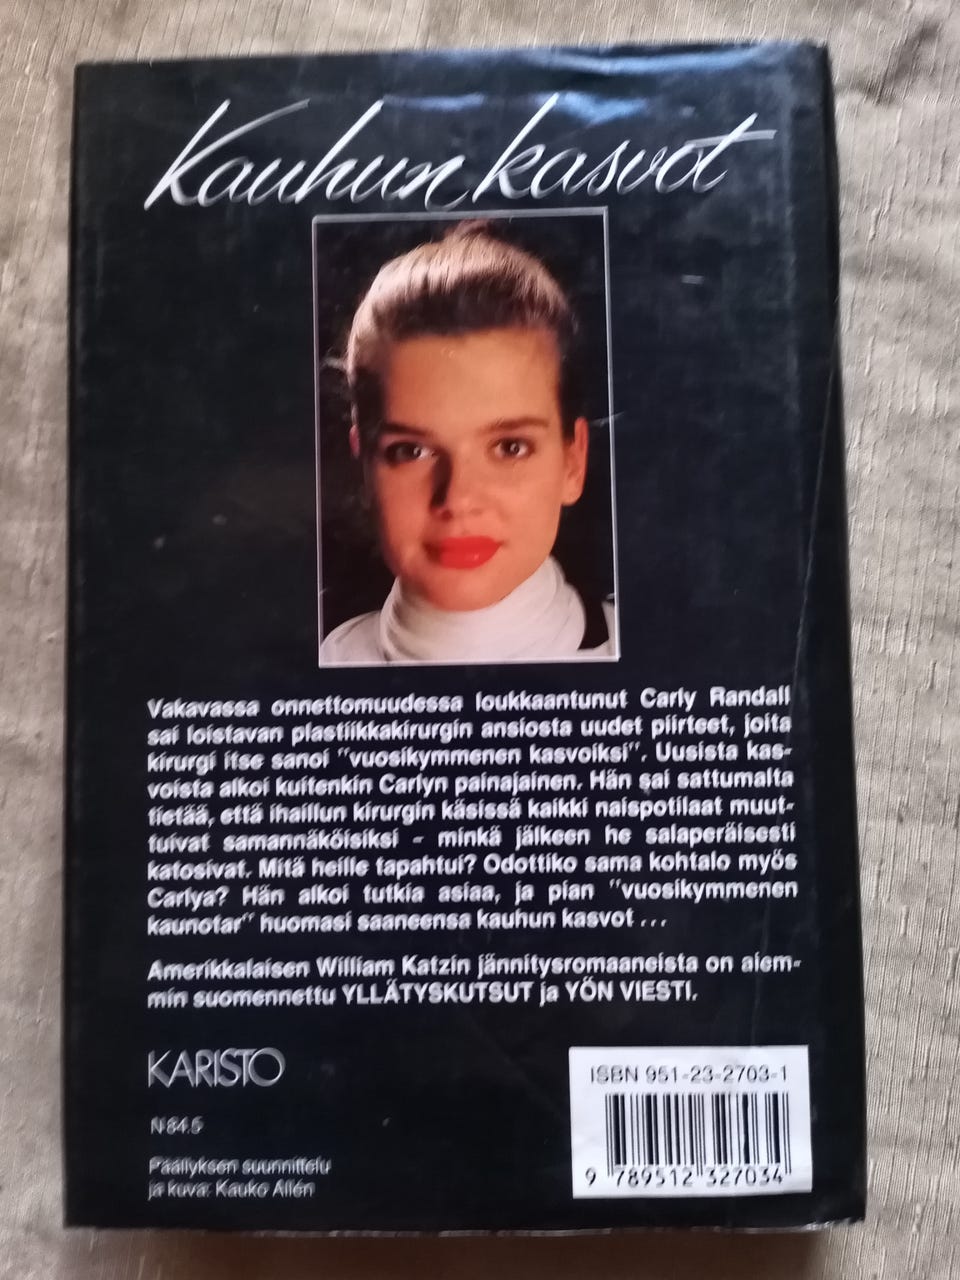 Kauhun kasvot
Vakavassa onnettomuudessa loukkaantunut Carly Randall
sai loistavan plastiikkakirurgin ansiosta uudet piirteet, joita
kirurgi itse sanoi "vuosikymmenen kasvoiksi". Uusista kas-
voista alkoi kuitenkin Carlyn painajainen. Hän sai sattumalta
tietää, että ihaillun kirurgin käsissä kaikki naispotilaat muut-
tuivat samannäköisiksi – minkä jälkeen he salaperäisesti
katosivat. Mitä heille tapahtui? Odottiko sama kohtalo myös
Carlya? Hän alkoi tutkia asiaa, ja pian "vuosikymmenen
kaunotar" huomasi saaneensa kauhun kasvot ...
Amerikkalaisen William Katzin jännitysromaaneista on aiem-
min suomennettu YLLÄTYSKUTSUT ja YÖN VIESTI.
KARISTO
N 84.5
Päällyksen suunnittelu
ja kuva: Kauko Allén
ISBN 951-23-2703-1
9 789512 327034